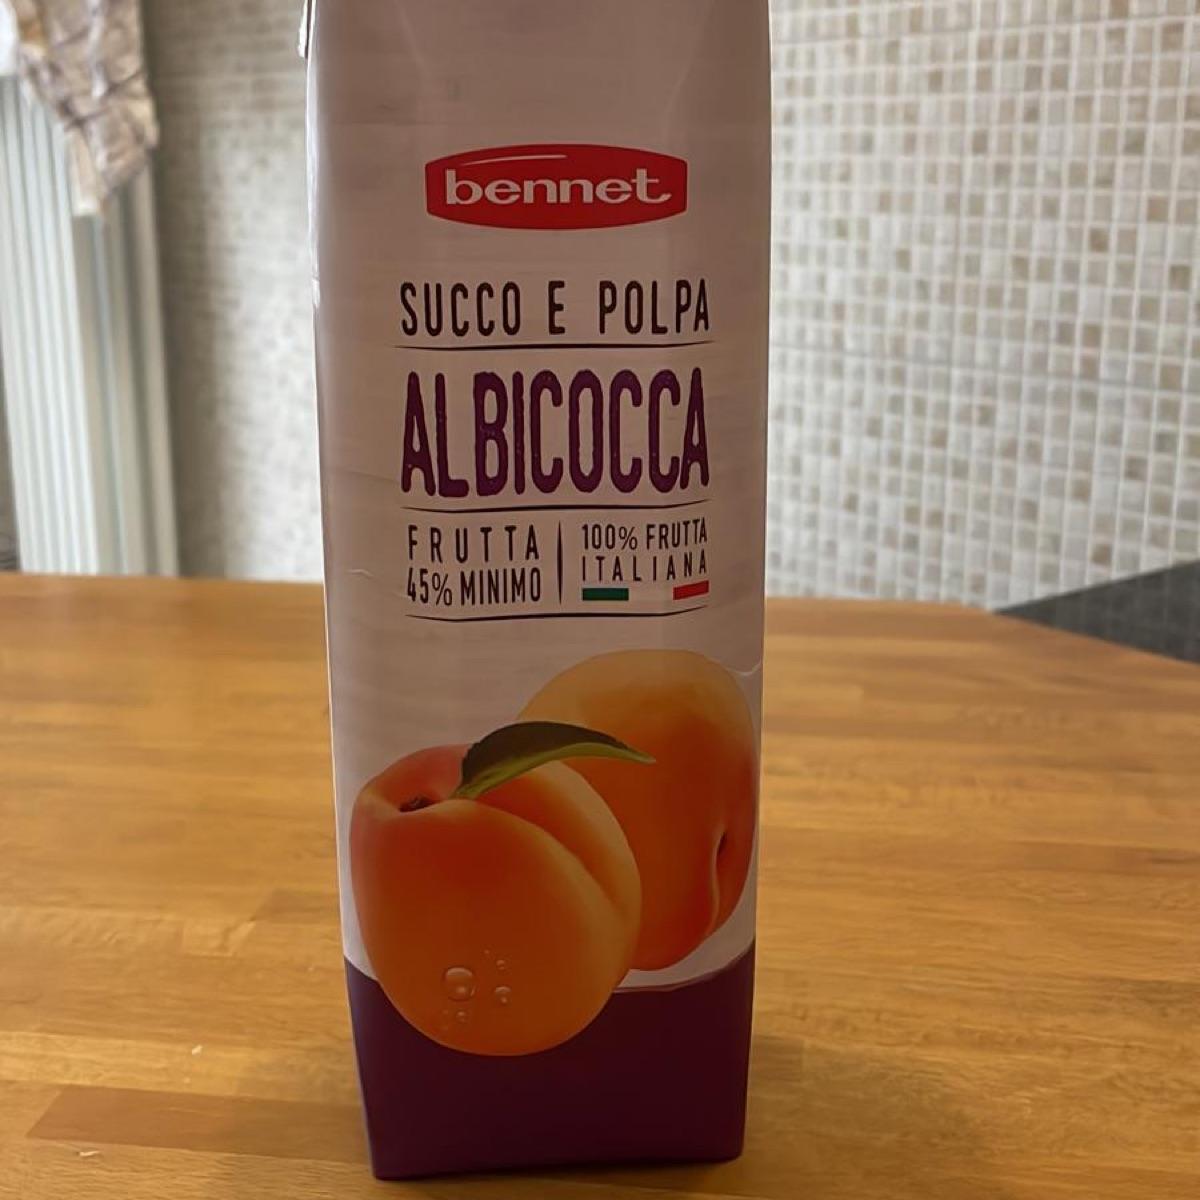 bennet
SUCCO E POLPA
ALBICOCCA
FRUTTA
45% MINIMO
100% FRUTTA
ITALIANA